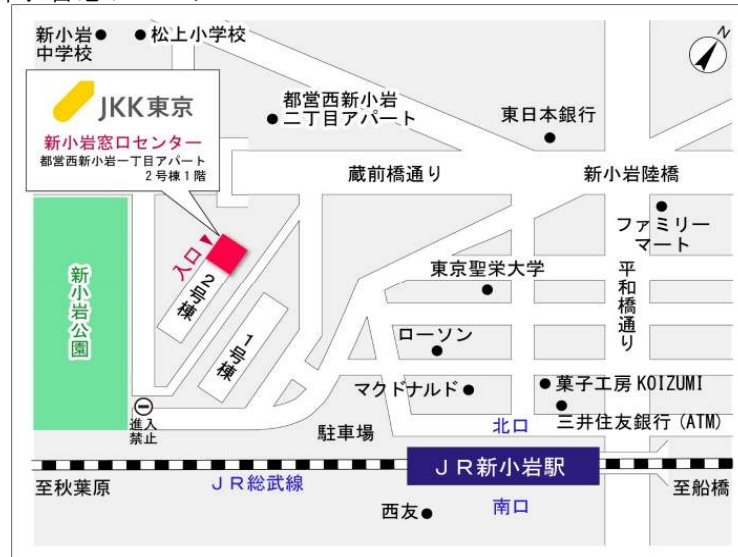 新小岩
中学校
松上小学校
N
JKK東京
新小岩窓口センター
都営西新小岩一丁目アパート
2号棟1階
都営西新小岩
二丁目アパート
東日本銀行
蔵前橋通り
新小岩陸橋
ファミリー
マート
入口
2号棟
1号棟
新小岩公園
東京聖栄大学
平和橋通り
ローソン
マクドナルド
菓子工房 KOIZUMI
三井住友銀行 (ATM)
進入
禁止
駐車場
北口
JR新小岩駅
至秋葉原
JR総武線
至船橋
西友
南口